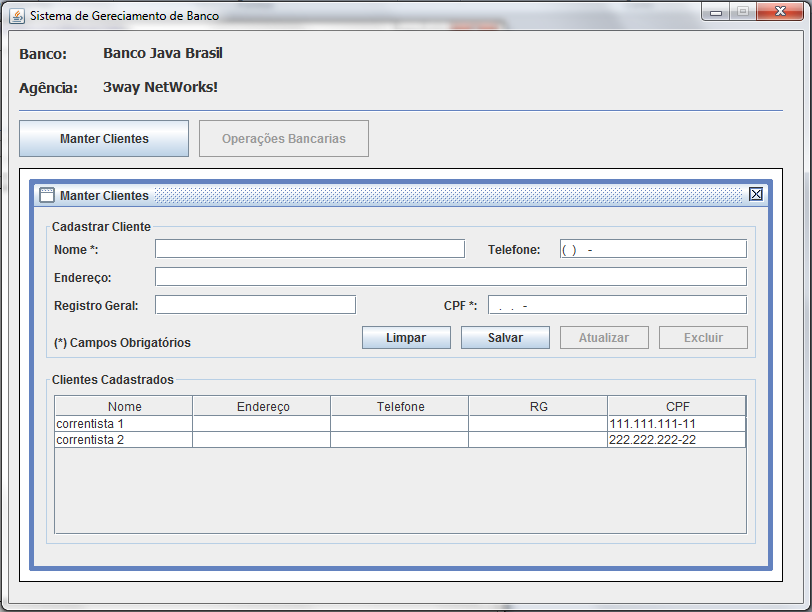 Sistema de Gereciamento de Banco
Banco: Banco Java Brasil
Agência: 3way NetWorks!
Manter Clientes Operações Bancarias
Manter Clientes
Cadastrar Cliente
Nome *: Telefone: ( ) -
Endereço:
Registro Geral: CPF *: . . -
(*) Campos Obrigatórios Limpar Salvar Atualizar Excluir
Clientes Cadastrados
Nome Endereço Telefone RG CPF
correntista 1 111.111.111-11
correntista 2 222.222.222-22